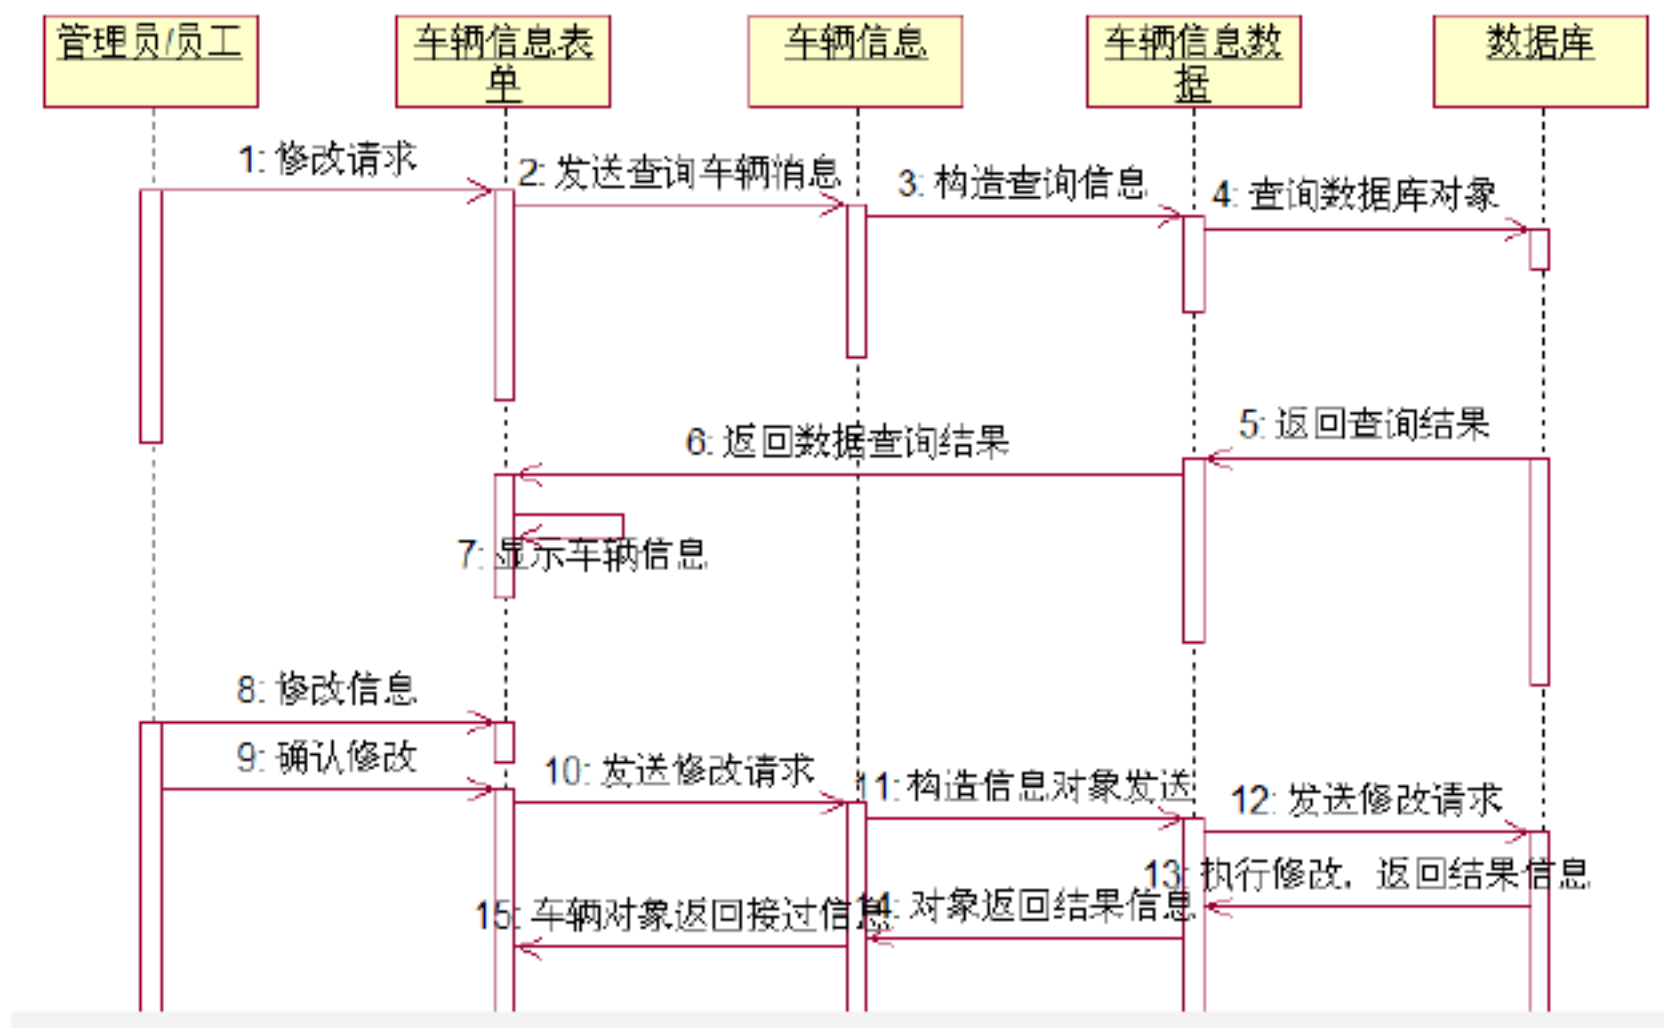 管理员/员工
车辆信息表
单
车辆信息
车辆信息数
据
数据库
1: 修改请求
2: 发送查询车辆消息
3: 构造查询信息
4: 查询数据库对象
5: 返回查询结果
6: 返回数据查询结果
7: 显示车辆信息
8: 修改信息
9: 确认修改
10: 发送修改请求
11: 构造信息对象发送
12: 发送修改请求
13: 执行修改，返回结果信息
14: 对象返回结果信息
15: 车辆对象返回接过信息